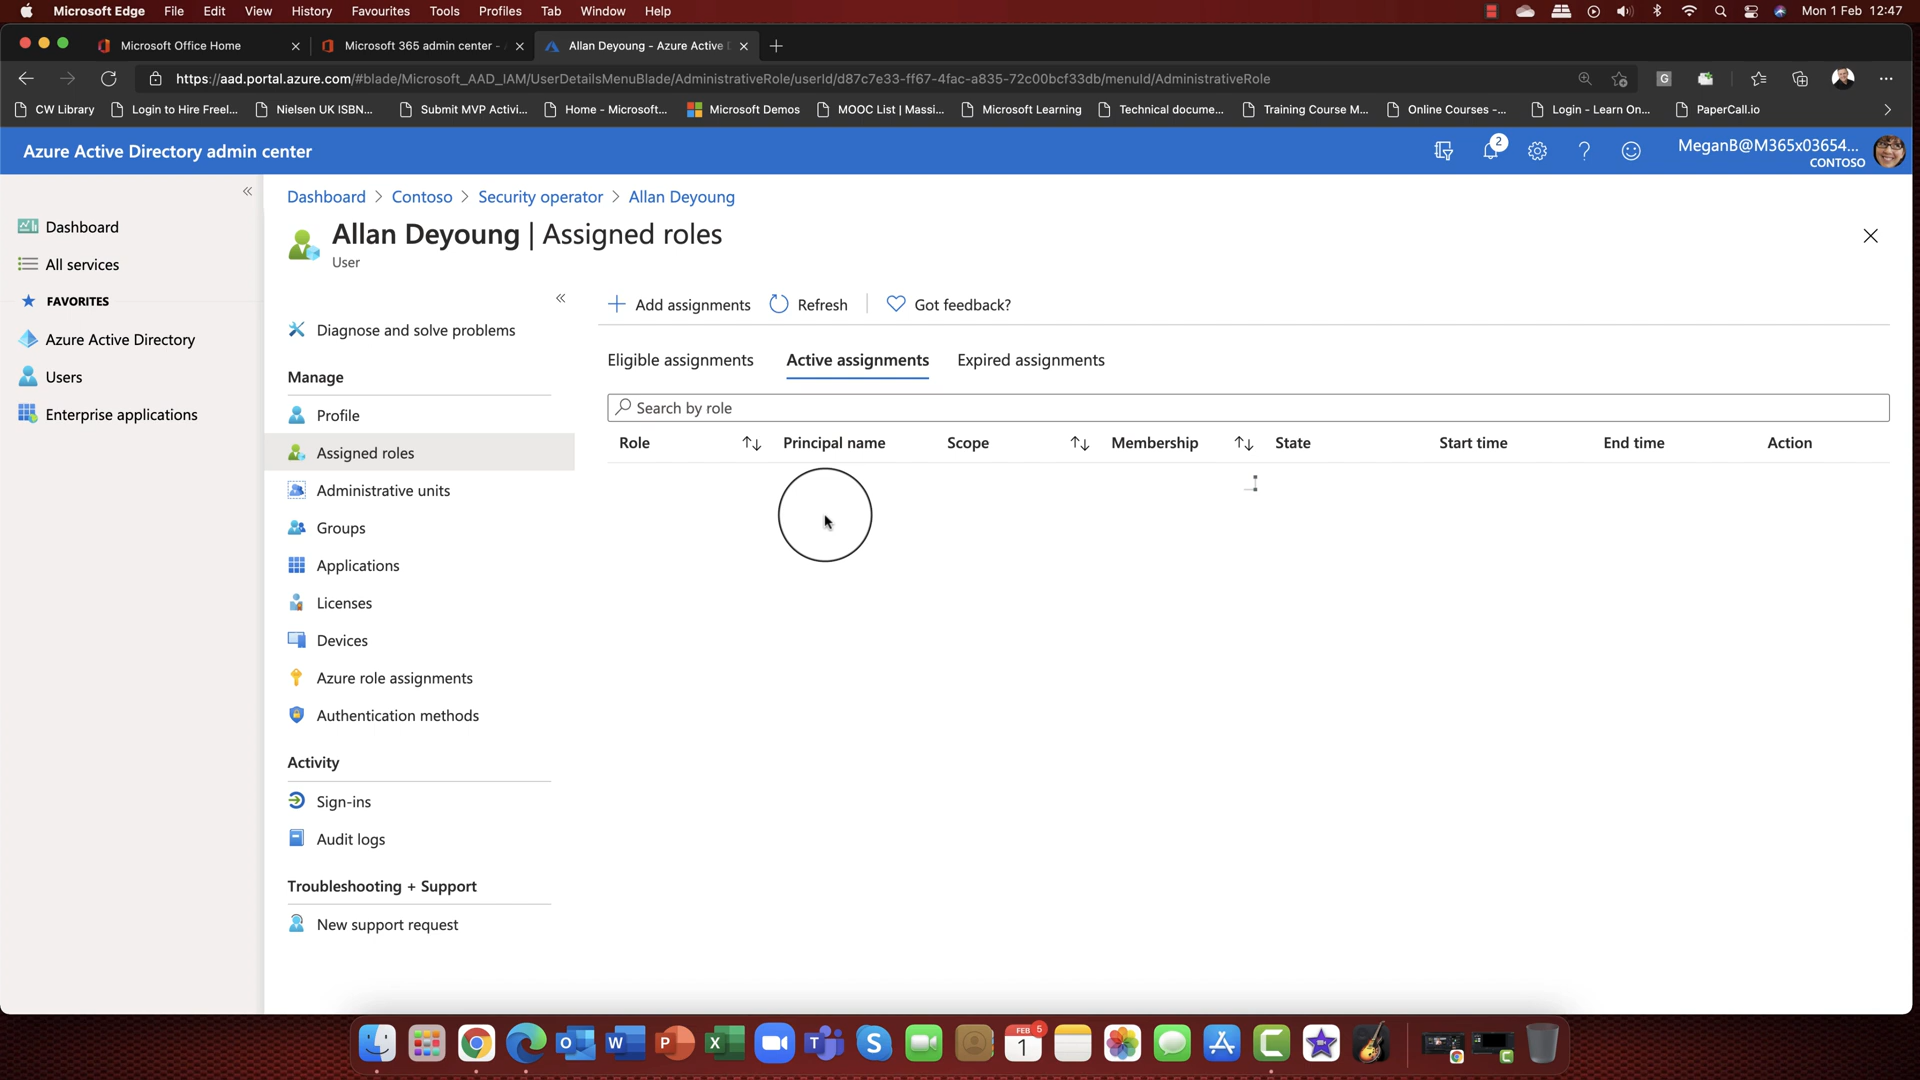 Microsoft Edge File Edit View History Favourites Tools Profiles Tab Window Help Mon 1 Feb 12:47
Microsoft Office Home Microsoft 365 admin center - Allan Deyoung - Azure Active
https://aad.portal.azure.com/#blade/Microsoft_AAD_IAM/UserDetailsMenuBlade/AdministrativeRole/userId/d87c7e33-ff67-4fac-a835-72c00bcf33db/menuId/AdministrativeRole
CW Library Login to Hire Freel... Nielsen UK ISBN... Submit MVP Activi... Home - Microsoft... Microsoft Demos MOOC List | Massi... Microsoft Learning Technical docume... Training Course M... Online Courses -... Login - Learn On... PaperCall.io
Azure Active Directory admin center
2
MeganB@M365x03654...
CONTOSO
Dashboard
All services
FAVORITES
Azure Active Directory
Users
Enterprise applications
Dashboard > Contoso > Security operator > Allan Deyoung
Allan Deyoung | Assigned roles
User
Diagnose and solve problems
Manage
Profile
Assigned roles
Administrative units
Groups
Applications
Licenses
Devices
Azure role assignments
Authentication methods
Activity
Sign-ins
Audit logs
Troubleshooting + Support
New support request
Add assignments Refresh Got feedback?
Eligible assignments Active assignments Expired assignments
Search by role
Role Principal name Scope Membership State Start time End time Action
FEB 5
1